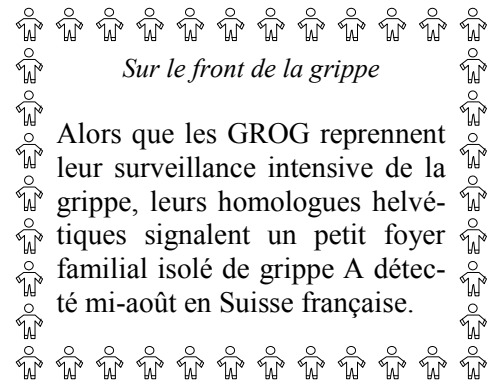 Sur le front de la grippe
Alors que les GROG reprennent
leur surveillance intensive de la
grippe, leurs homologues helvé-
tiques signalent un petit foyer
familial isolé de grippe A détec-
té mi-août en Suisse française.